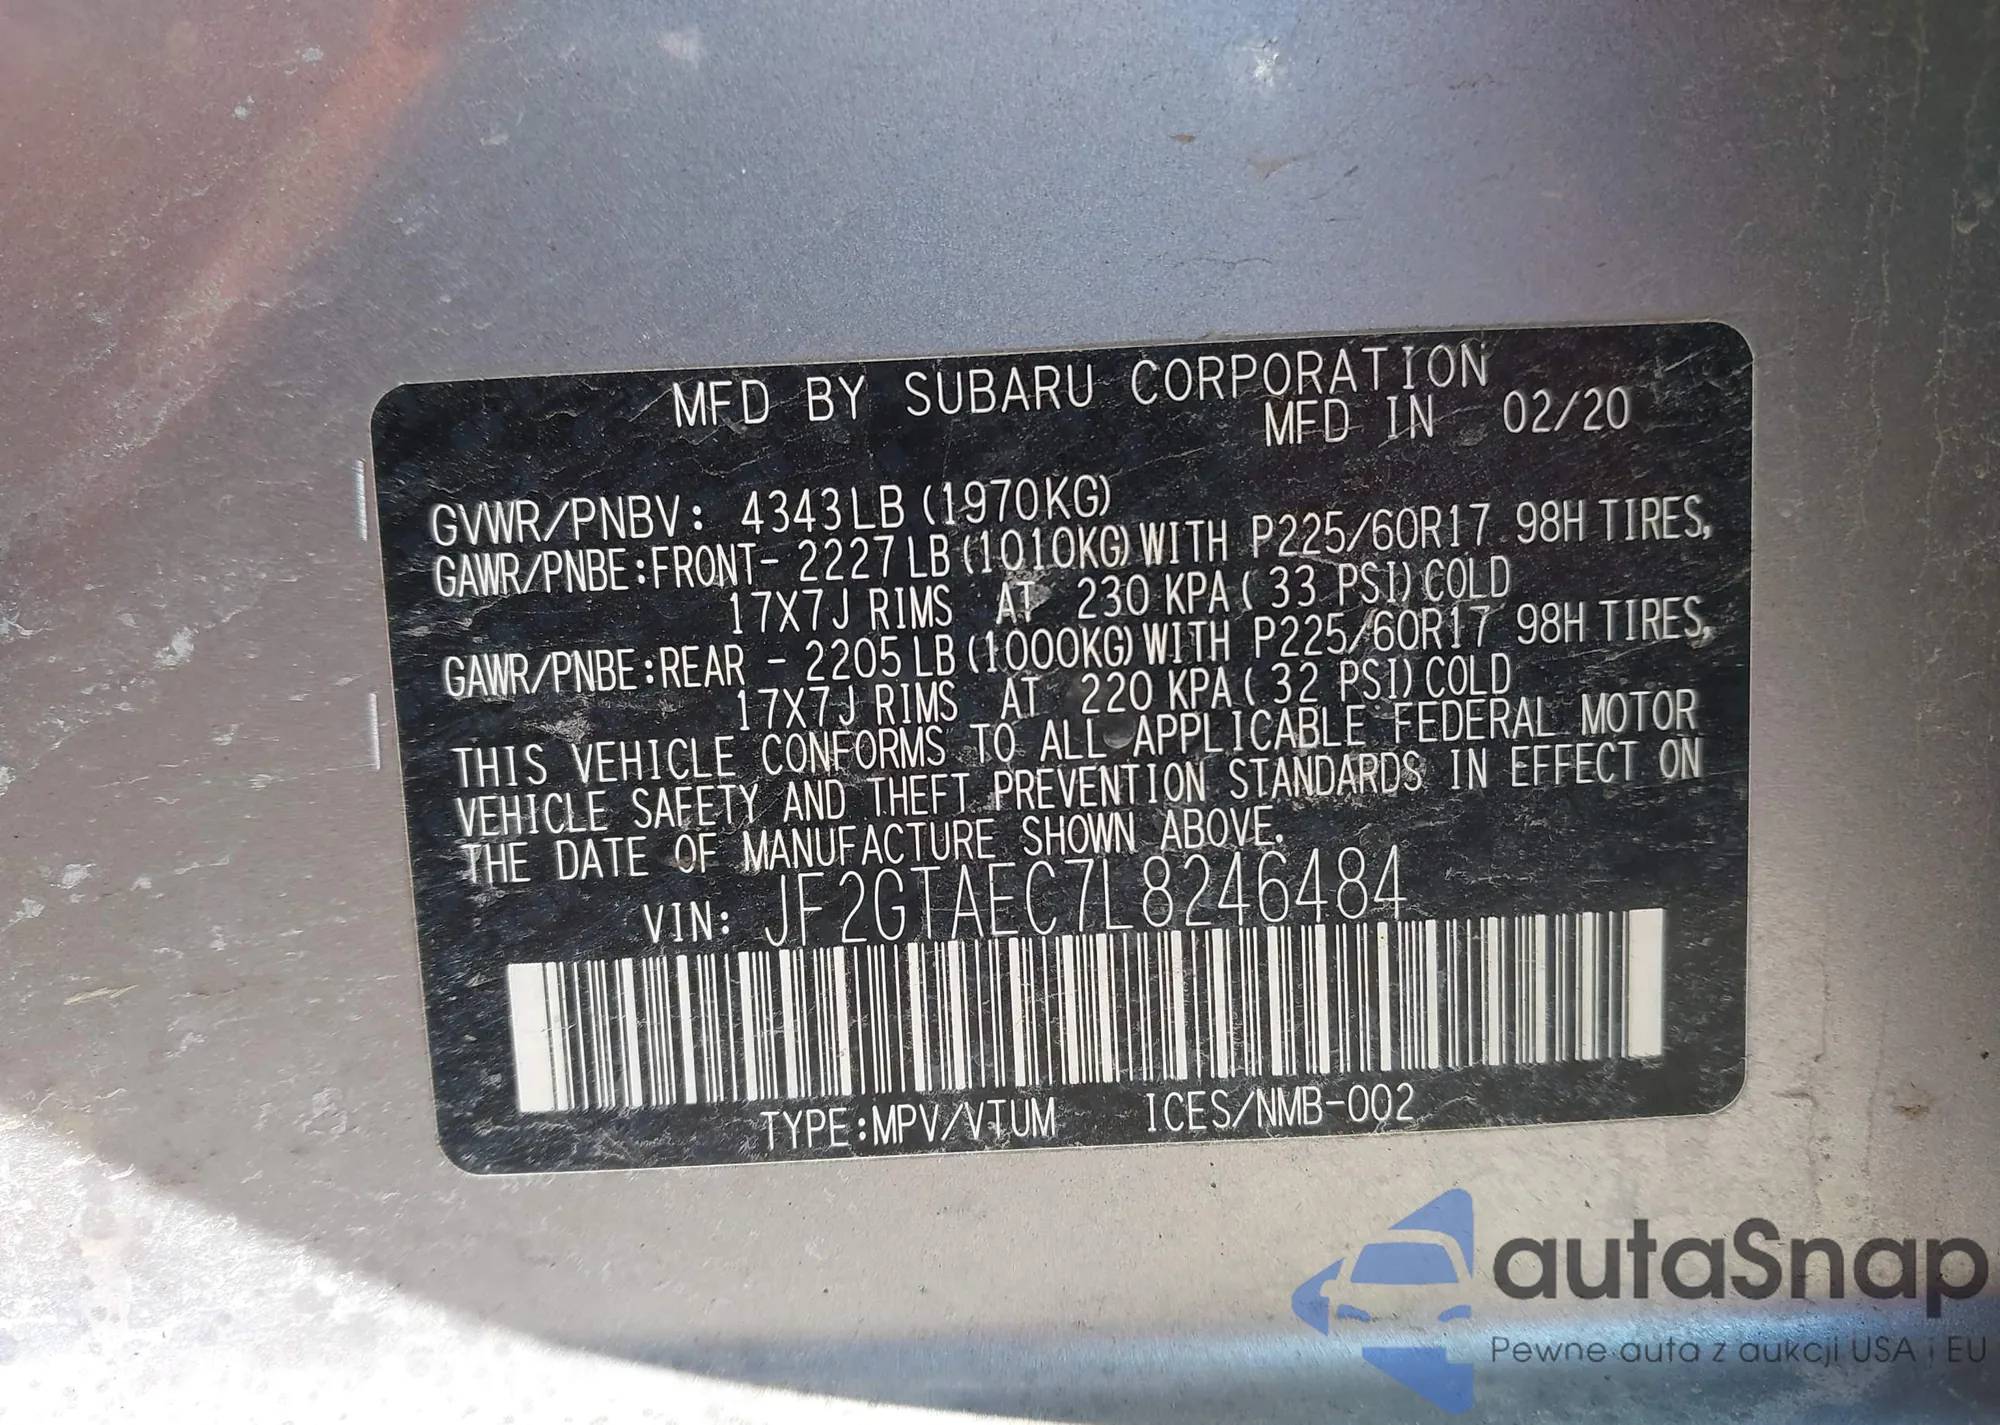 MFD BY SUBARU CORPORATION
MFD IN 02/20
GVWR/PNBV: 4343LB (1970KG)
GAWR/PNBE:FRONT- 2227LB (1010KG) WITH P225/60R17 98H TIRES,
17X7J RIMS AT 230 KPA( 33 PSI) COLD
GAWR/PNBE:REAR - 2205LB (1000KG) WITH P225/60R17 98H TIRES,
17X7J RIMS AT 220 KPA( 32 PSI) COLD
THIS VEHICLE CONFORMS TO ALL APPLICABLE FEDERAL MOTOR
VEHICLE SAFETY AND THEFT PREVENTION STANDARDS IN EFFECT ON
THE DATE OF MANUFACTURE SHOWN ABOVE.
VIN: JF2GTAEC7L8246484
TYPE:MPV/VTUM ICES/NMB-002
autaSnap
Pewne auta z aukcji USA i EU